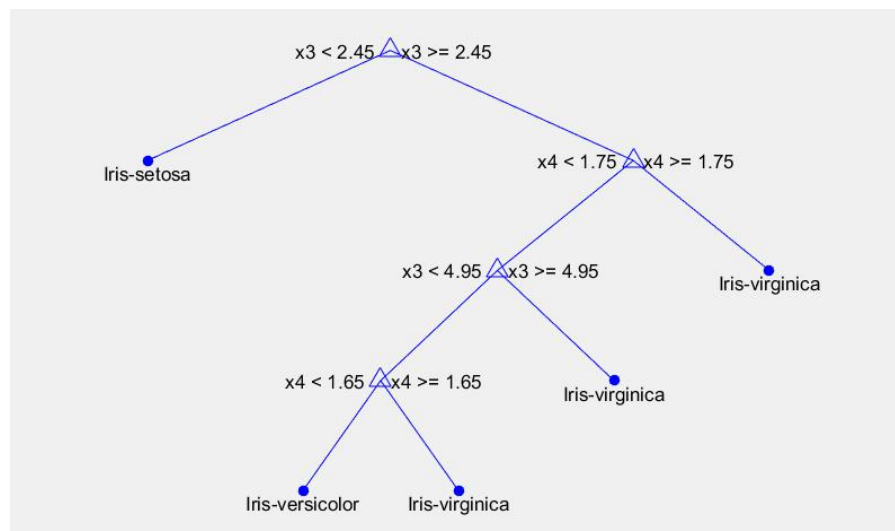 x3 < 2.45 x3 >= 2.45
Iris-setosa
x4 < 1.75 x4 >= 1.75
x3 < 4.95 x3 >= 4.95
Iris-virginica
x4 < 1.65 x4 >= 1.65
Iris-virginica
Iris-versicolor Iris-virginica